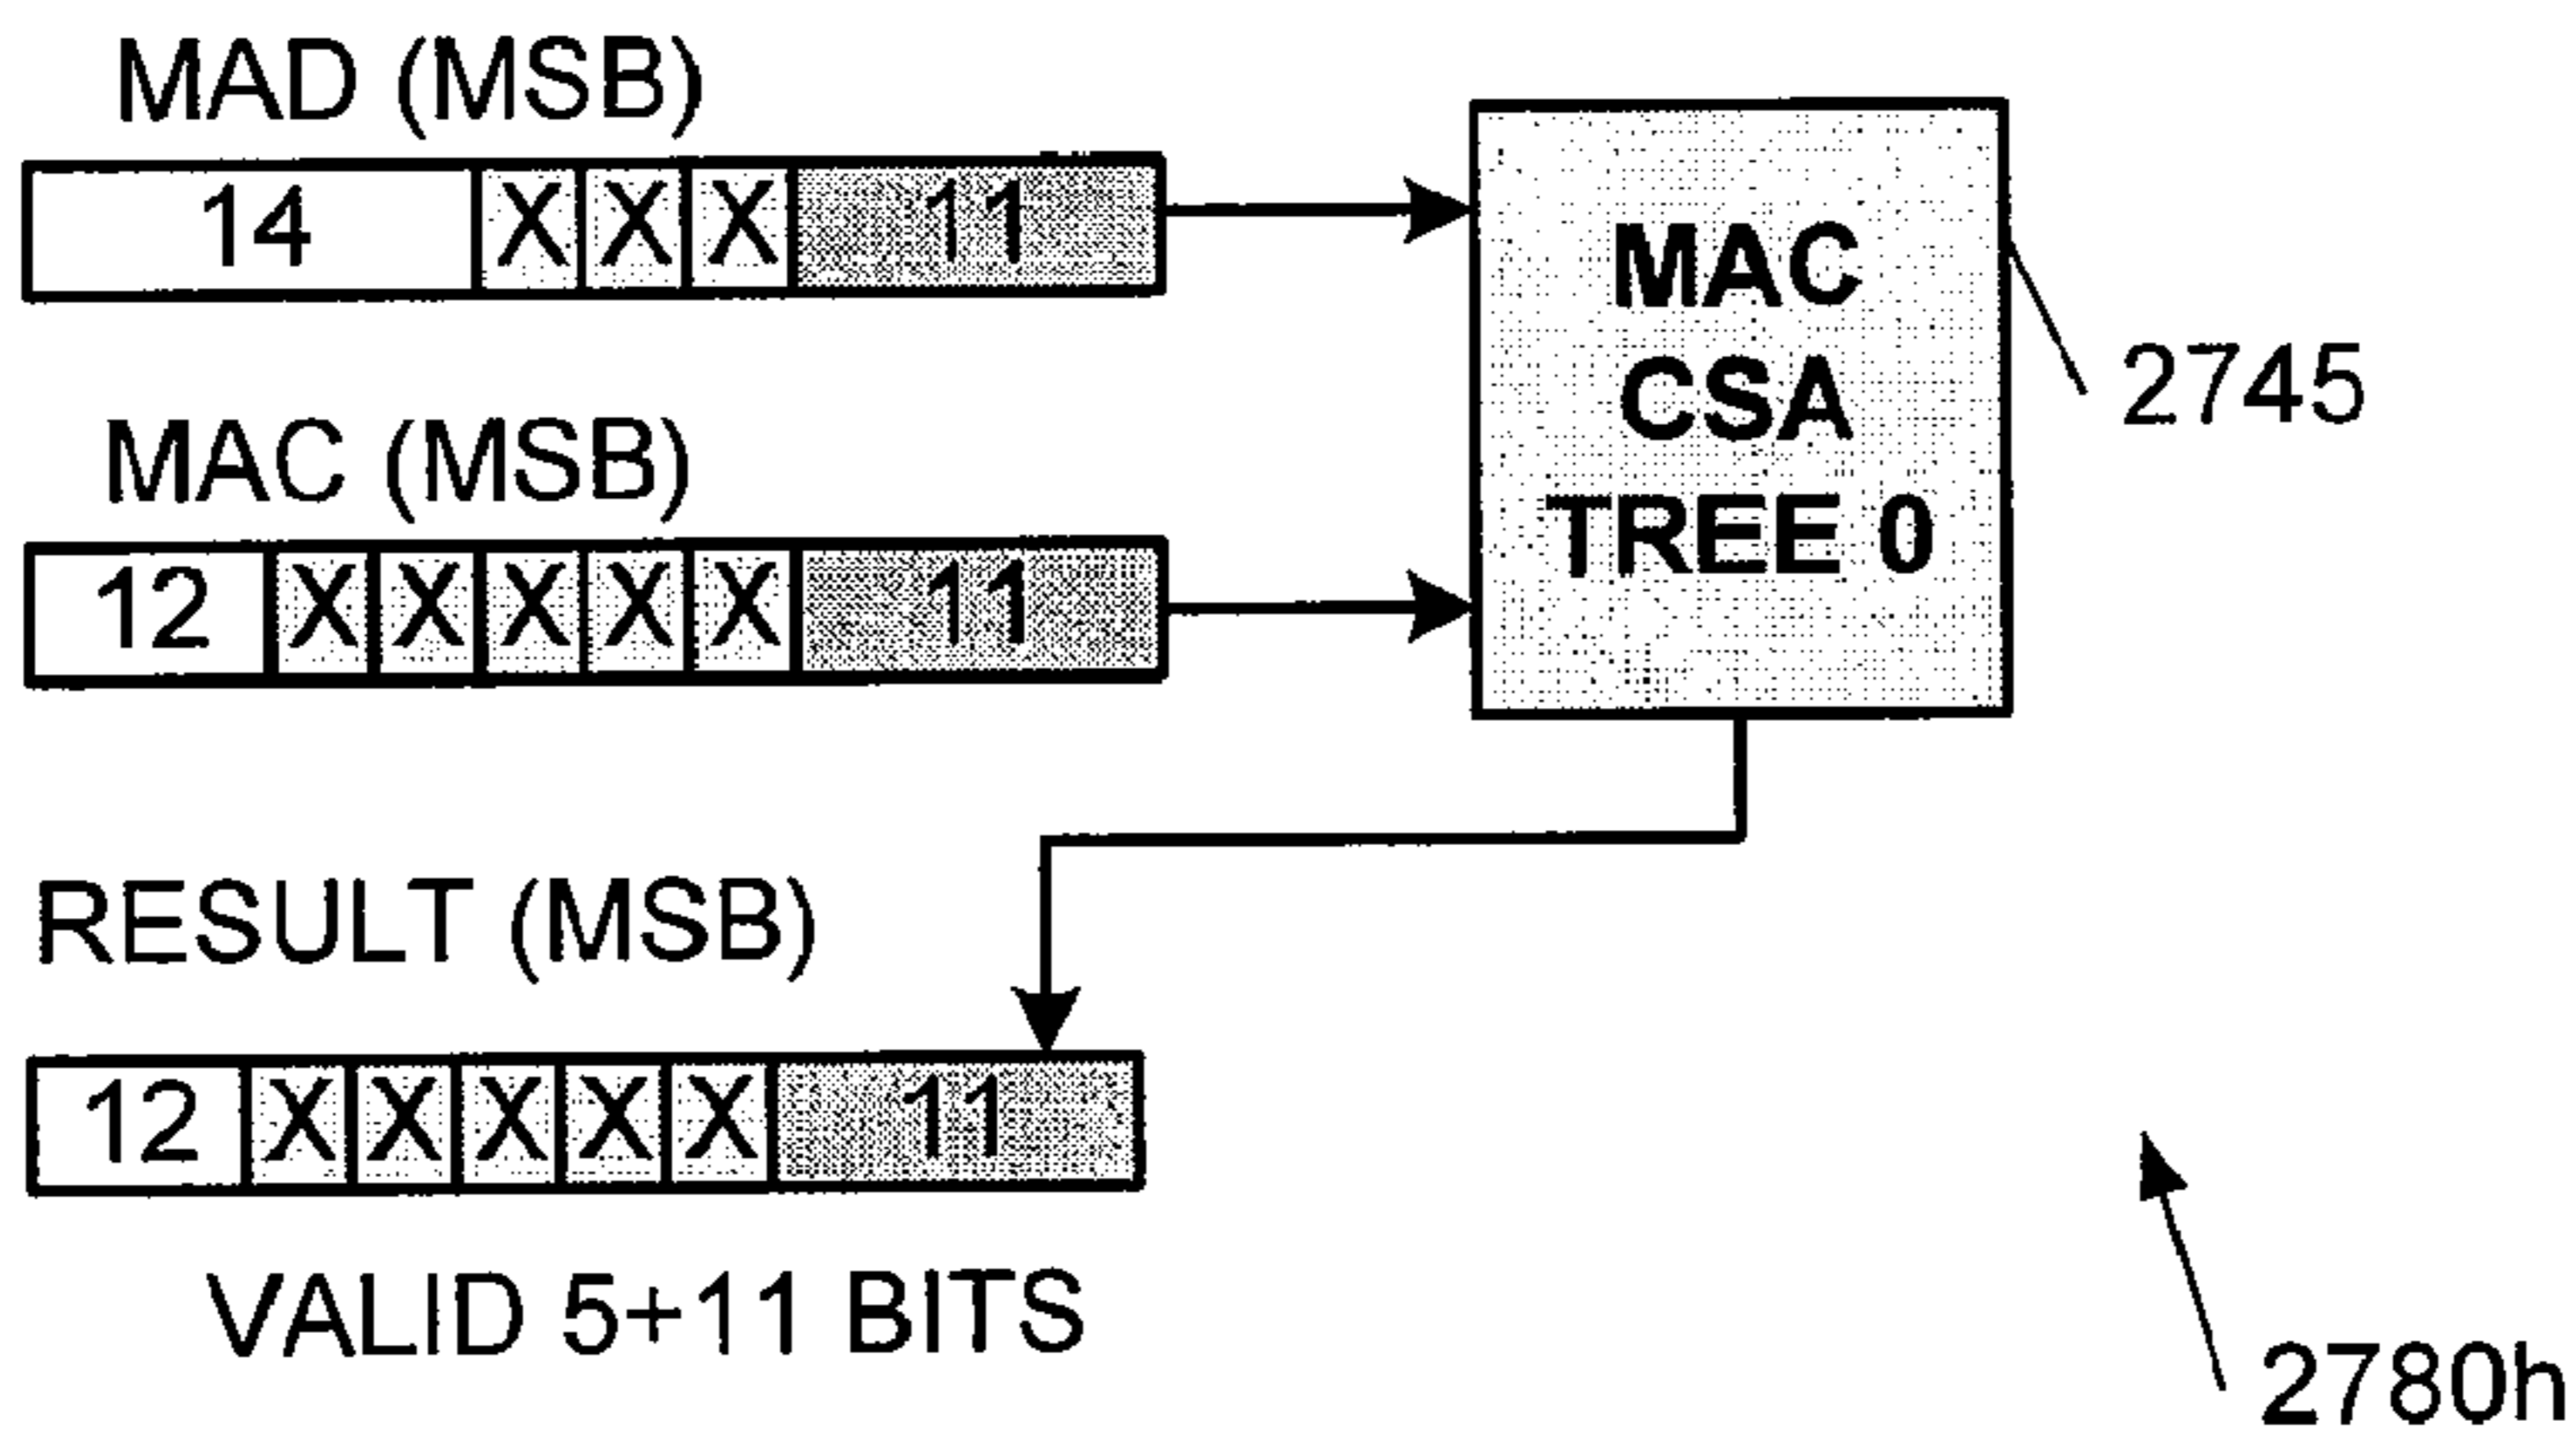 MAD (MSB)
14 X X X 11
MAC
CSA
TREE 0
2745
MAC (MSB)
12 X X X X X 11
RESULT (MSB)
12 X X X X X 11
VALID 5+11 BITS
2780h